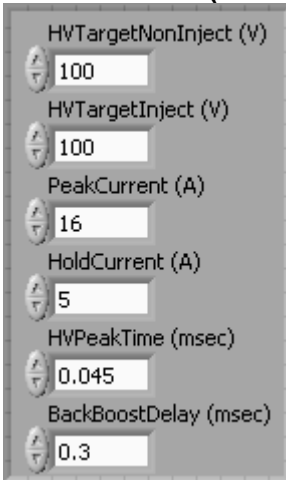 HVTargetNonInject (V)
100
HVTargetInject (V)
100
PeakCurrent (A)
16
HoldCurrent (A)
5
HVPeakTime (msec)
0.045
BackBoostDelay (msec)
0.3